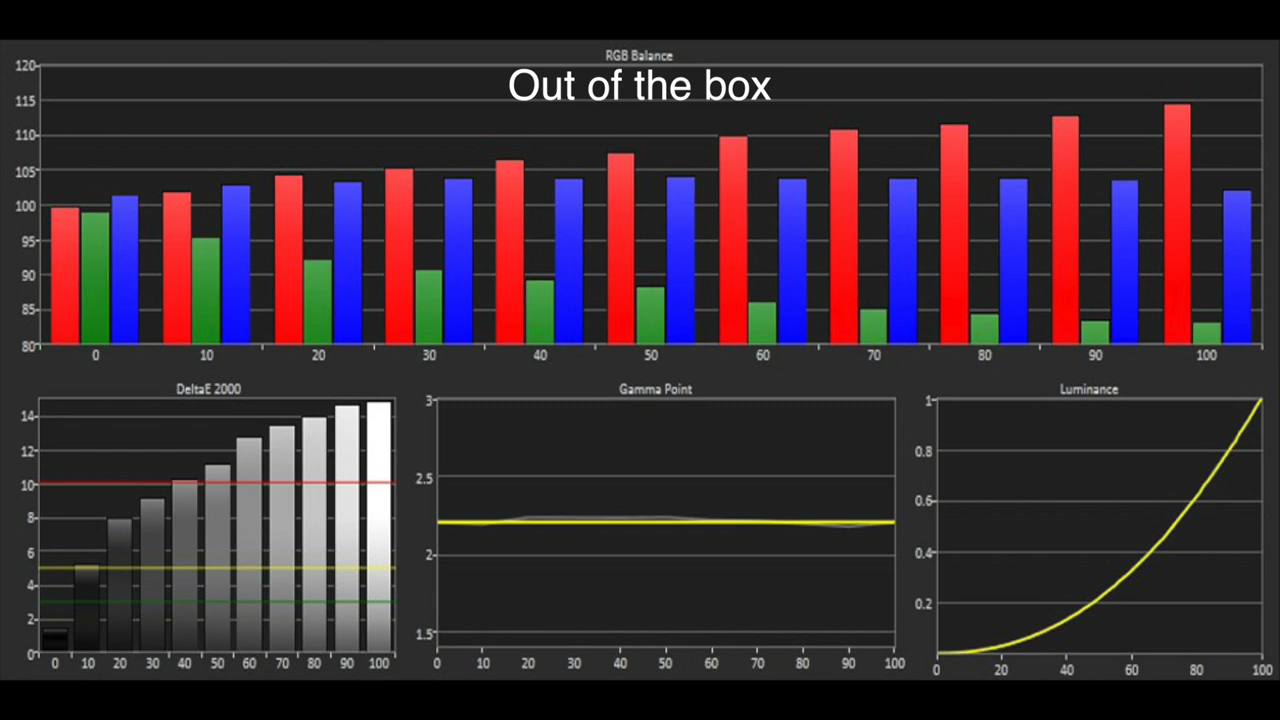 RGB Balance
Out of the box
120
115
110
105
100
95
90
85
80
0 10 20 30 40 50 60 70 80 90 100
DeltaE 2000
14
12
10
8
6
4
2
0
0 10 20 30 40 50 60 70 80 90 100
Gamma Point
3
2.5
2
1.5
0 10 20 30 40 50 60 70 80 90 100
Luminance
1
0.8
0.6
0.4
0.2
0 20 40 60 80 100